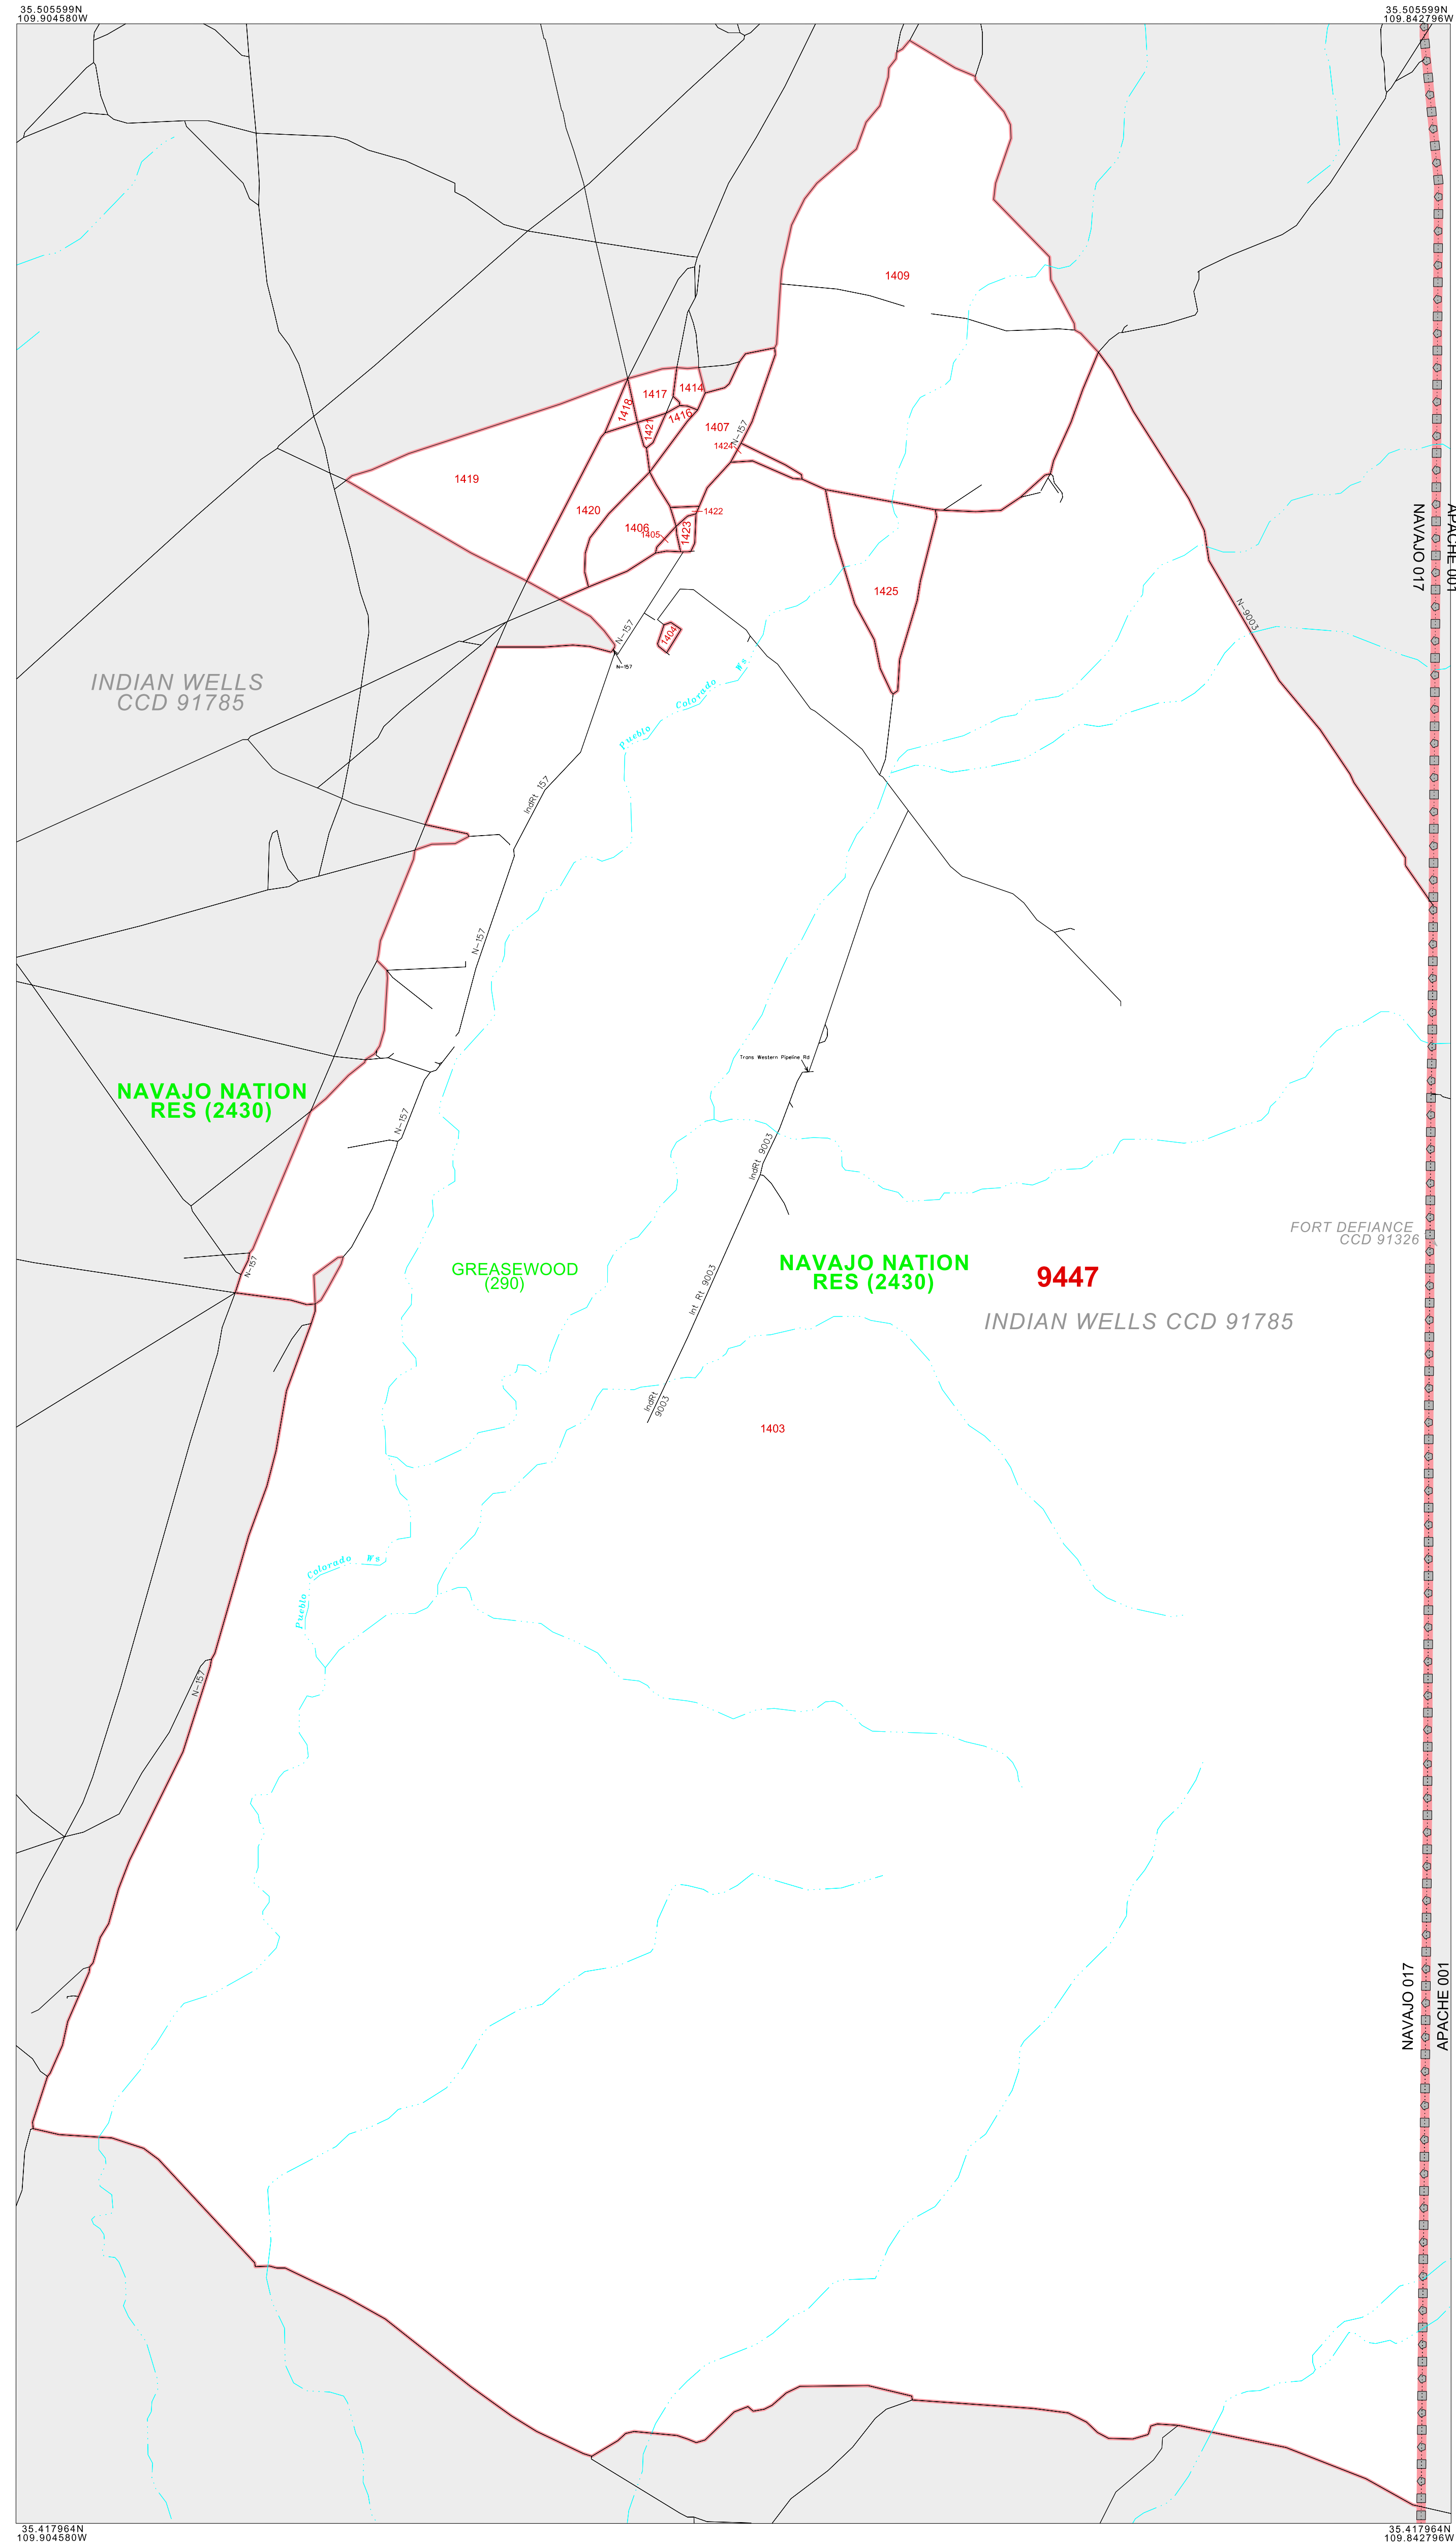 35.505599N
109.904580W
35.505599N
109.842796W
1409
1417
1414
1418
1416
1421
1407
N-157
1424
1419
1420
1422
1406
1405
1423
NAVAJO 017
APACHE 001
1425
N-9003
N-157
1404
N-157
Pueblo Colorado Ws
INDIAN WELLS
CCD 91785
IndRt 157
N-157
Trans Western Pipeline Rd
NAVAJO NATION
RES (2430)
N-157
IndRt 9003
FORT DEFIANCE
CCD 91326
N-157
GREASEWOOD
(290)
NAVAJO NATION
RES (2430)
9447
Int Rt 9003
INDIAN WELLS CCD 91785
IndRt
9003
1403
Pueblo Colorado Ws
N-157
NAVAJO 017
APACHE 001
35.417964N
109.904580W
35.417964N
109.842796W